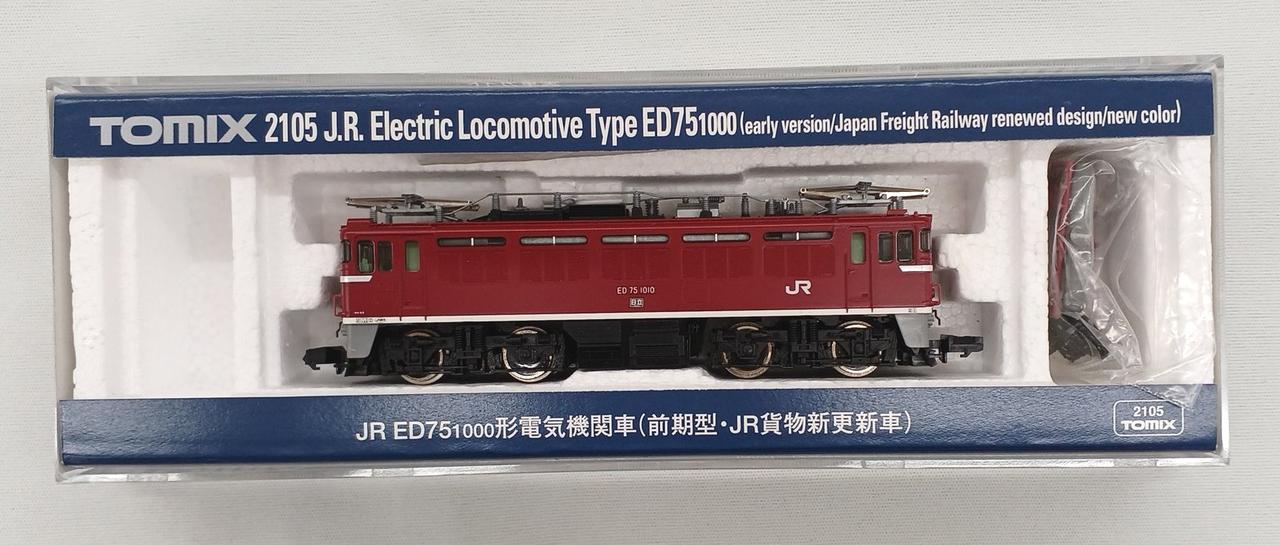 TOMIX 2105 J.R. Electric Locomotive Type ED751000 (early version/Japan Freight Railway renewed design/new color)
ED 75 1010
日立
JR
JR ED751000形電気機関車(前期型・JR貨物新更新車)
2105
TOMIX